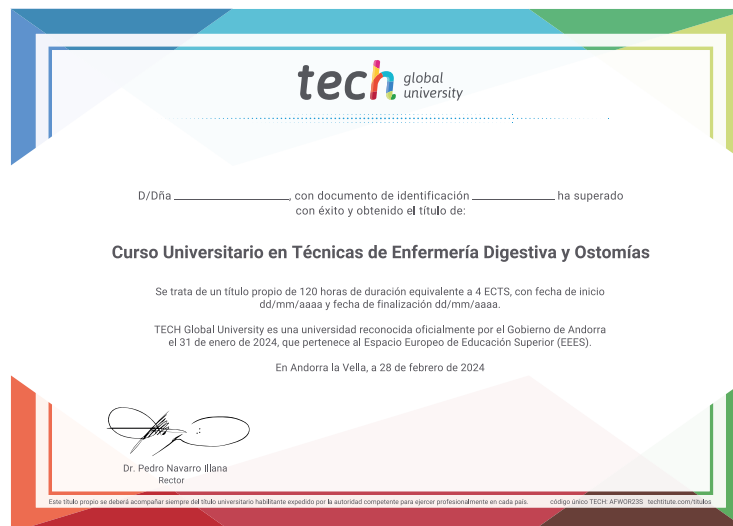 tech global university
D/Dña ________________, con documento de identificación ____________ ha superado
con éxito y obtenido el título de:
Curso Universitario en Técnicas de Enfermería Digestiva y Ostomías
Se trata de un título propio de 120 horas de duración equivalente a 4 ECTS, con fecha de inicio
dd/mm/aaaa y fecha de finalización dd/mm/aaaa.
TECH Global University es una universidad reconocida oficialmente por el Gobierno de Andorra
el 31 de enero de 2024, que pertenece al Espacio Europeo de Educación Superior (EEES).
En Andorra la Vella, a 28 de febrero de 2024
Dr. Pedro Navarro Illana
Rector
Este título propio se deberá acompañar siempre del título universitario habilitante expedido por la autoridad competente para ejercer profesionalmente en cada país. código único TECH: AFWOR23S techtitute.com/titulos